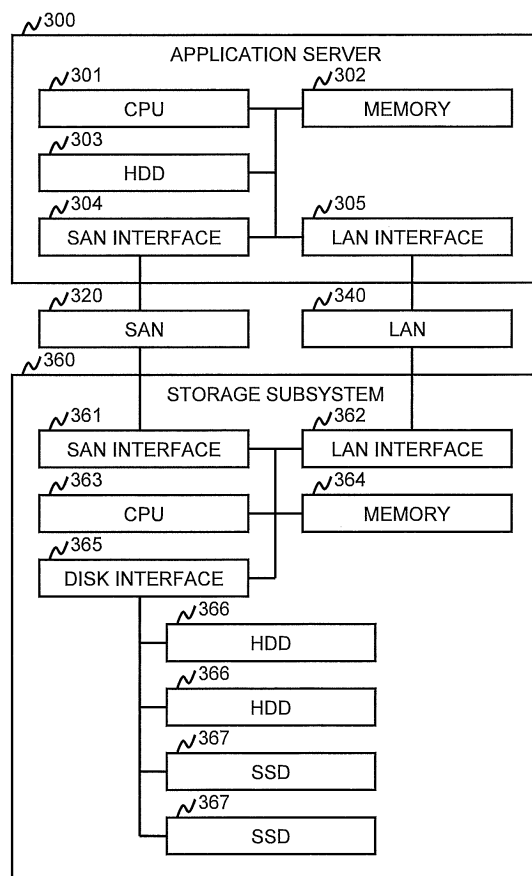 300
APPLICATION SERVER
301
302
CPU
MEMORY
303
HDD
304
305
SAN INTERFACE
LAN INTERFACE
320
340
SAN
LAN
360
STORAGE SUBSYSTEM
361
362
SAN INTERFACE
LAN INTERFACE
363
364
CPU
MEMORY
365
DISK INTERFACE
366
HDD
366
HDD
367
SSD
367
SSD